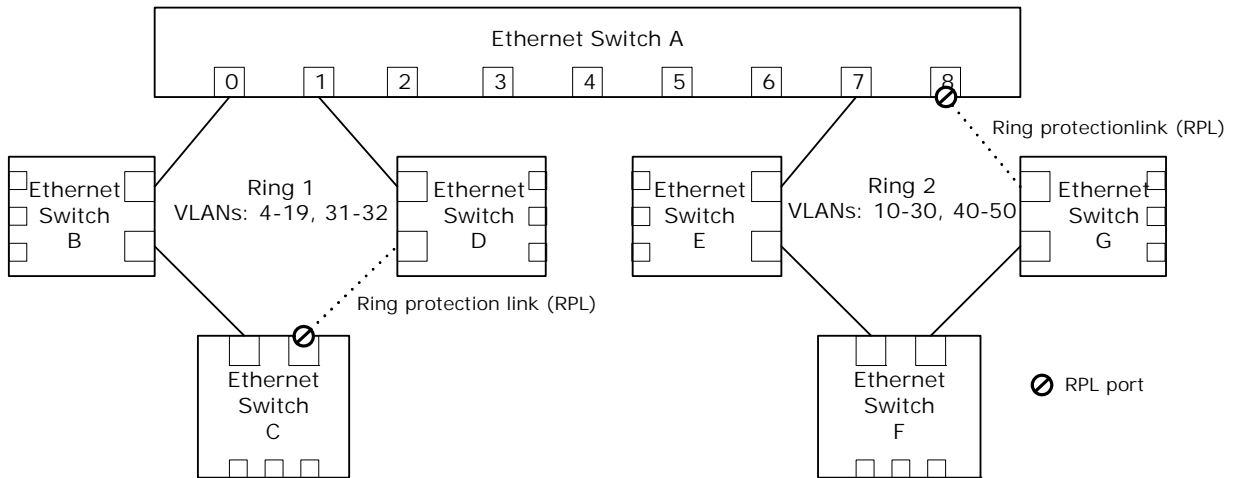 Ethernet Switch A
0 1 2 3 4 5 6 7 8
Ring protectionlink (RPL)
Ethernet
Switch
B
Ring 1
VLANs: 4-19, 31-32
Ethernet
Switch
D
Ethernet
Switch
E
Ring 2
VLANs: 10-30, 40-50
Ethernet
Switch
G
Ring protection link (RPL)
Ethernet
Switch
C
Ethernet
Switch
F
RPL port